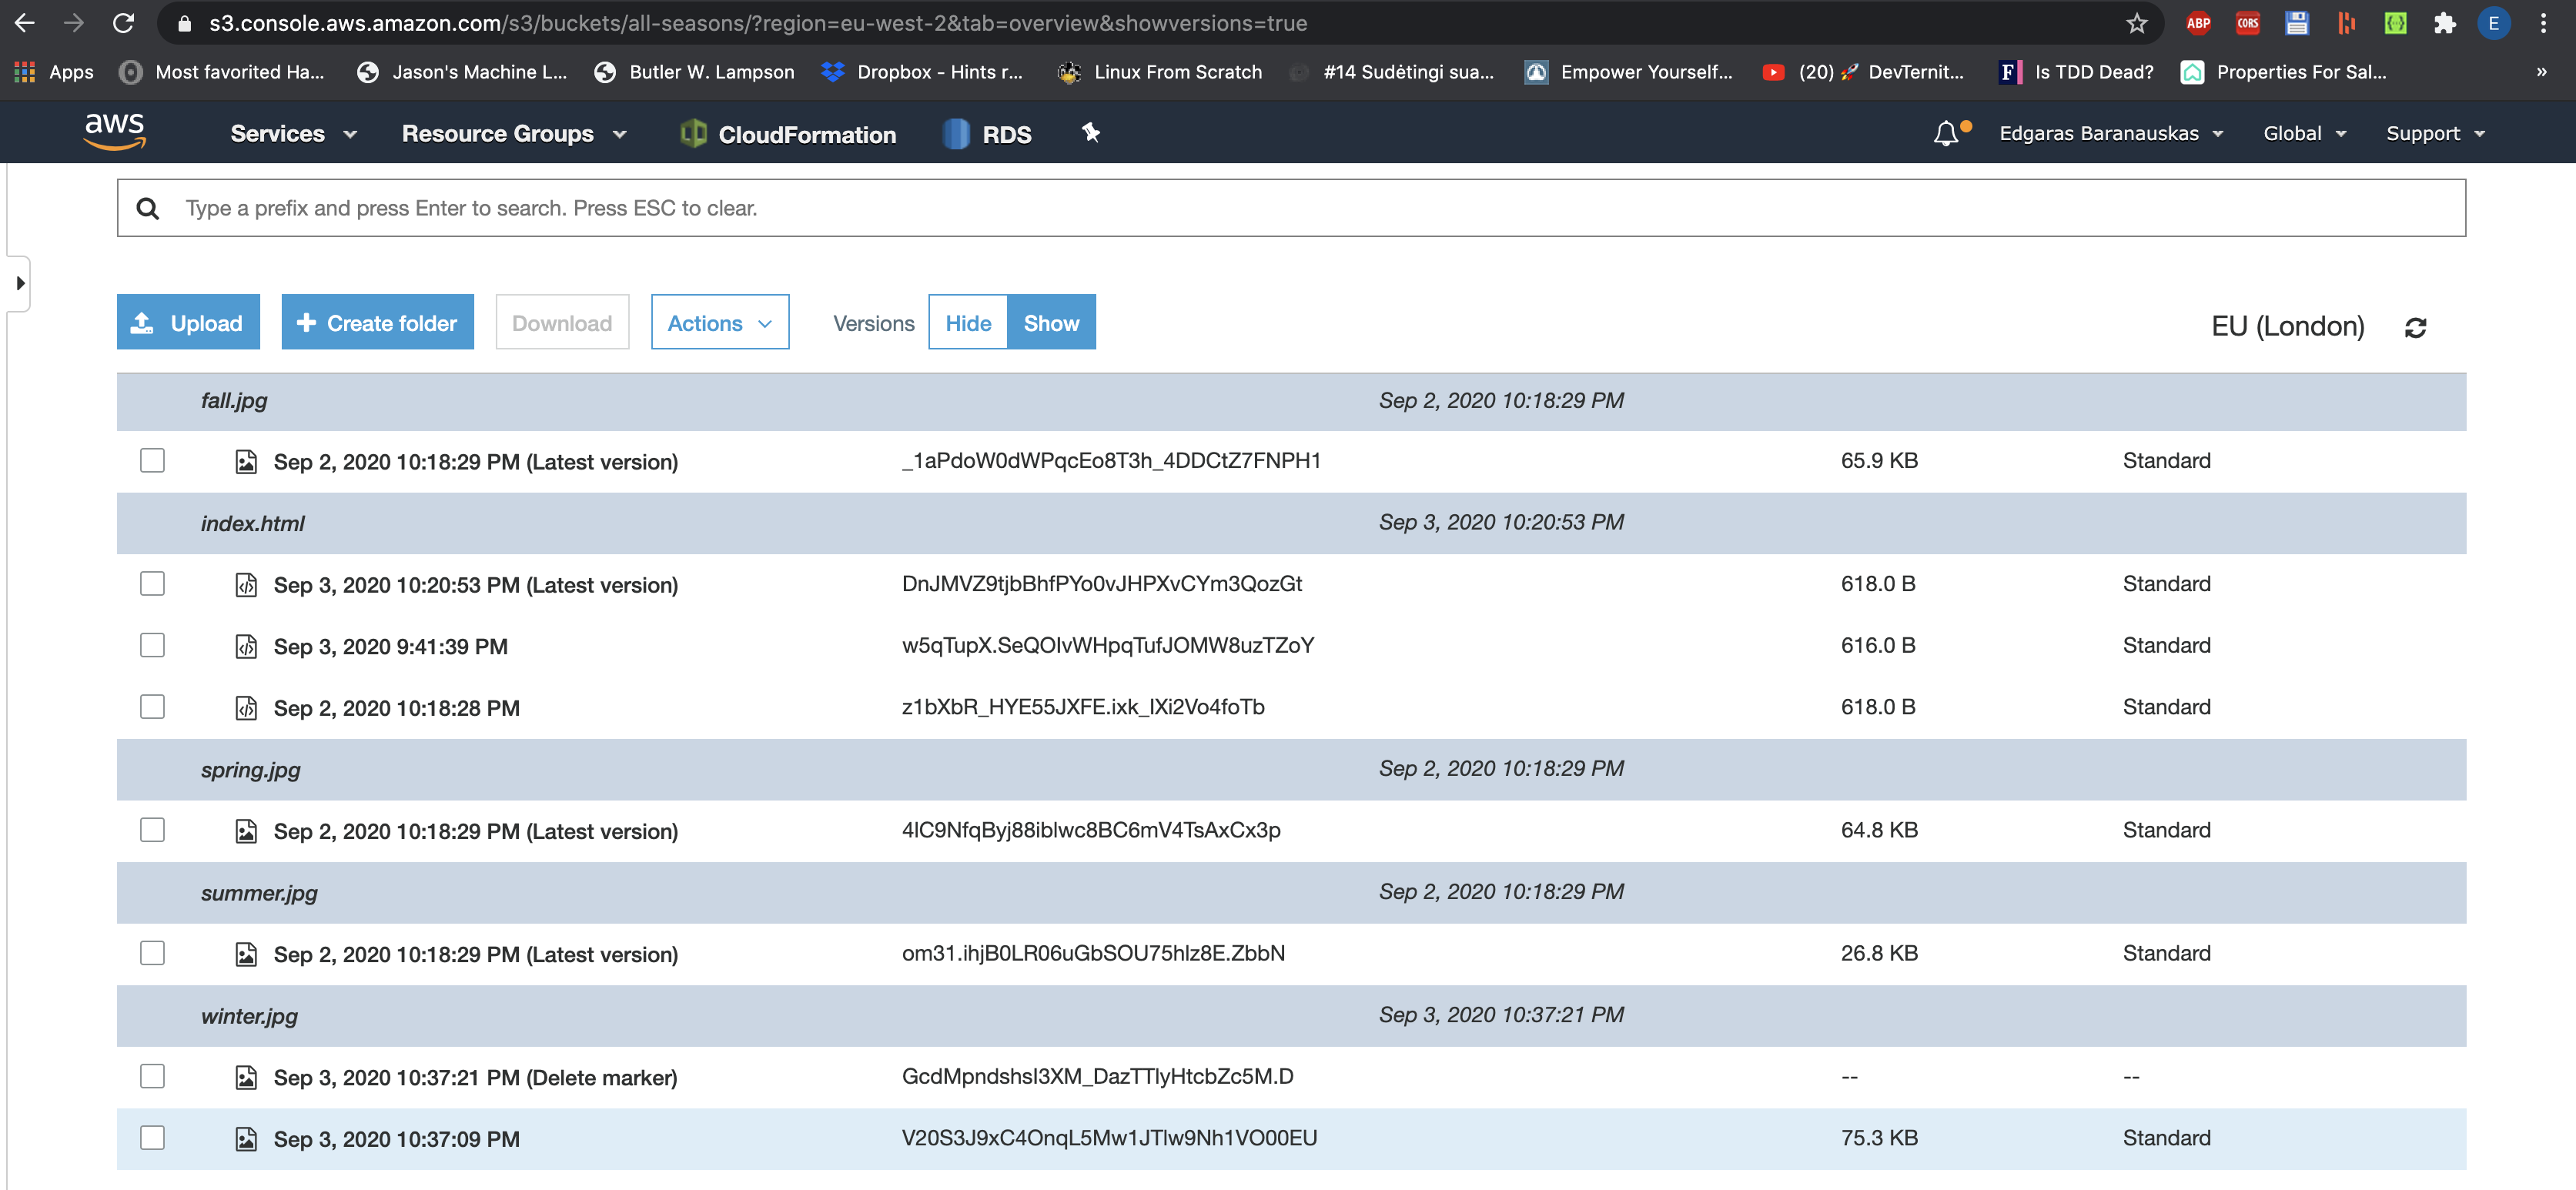 s3.console.aws.amazon.com/s3/buckets/all-seasons/?region=eu-west-2&tab=overview&showversions=true ABP CORS E
Apps Most favorited Ha... Jason's Machine L... Butler W. Lampson Dropbox - Hints r... Linux From Scratch #14 Sudėtingi sua... Empower Yourself... (20) 🚀 DevTernit... F Is TDD Dead? Properties For Sal... »
aws Services Resource Groups CloudFormation RDS Edgaras Baranauskas Global Support
Type a prefix and press Enter to search. Press ESC to clear.
Upload + Create folder Download Actions Versions Hide Show EU (London)
fall.jpg Sep 2, 2020 10:18:29 PM
Sep 2, 2020 10:18:29 PM (Latest version) _1aPdoW0dWPqcEo8T3h_4DDCtZ7FNPH1 65.9 KB Standard
index.html Sep 3, 2020 10:20:53 PM
Sep 3, 2020 10:20:53 PM (Latest version) DnJMVZ9tjbBhfPYo0vJHPXvCYm3QozGt 618.0 B Standard
Sep 3, 2020 9:41:39 PM w5qTupX.SeQOIvWHpqTufJOMW8uzTZoY 616.0 B Standard
Sep 2, 2020 10:18:28 PM z1bXbR_HYE55JXFE.ixk_IXi2Vo4foTb 618.0 B Standard
spring.jpg Sep 2, 2020 10:18:29 PM
Sep 2, 2020 10:18:29 PM (Latest version) 4lC9NfqByj88iblwc8BC6mV4TsAxCx3p 64.8 KB Standard
summer.jpg Sep 2, 2020 10:18:29 PM
Sep 2, 2020 10:18:29 PM (Latest version) om31.ihjB0LR06uGbSOU75hlz8E.ZbbN 26.8 KB Standard
winter.jpg Sep 3, 2020 10:37:21 PM
Sep 3, 2020 10:37:21 PM (Delete marker) GcdMpndshsI3XM_DazTTlyHtcbZc5M.D -- --
Sep 3, 2020 10:37:09 PM V20S3J9xC4OnqL5Mw1JTlw9Nh1VO00EU 75.3 KB Standard